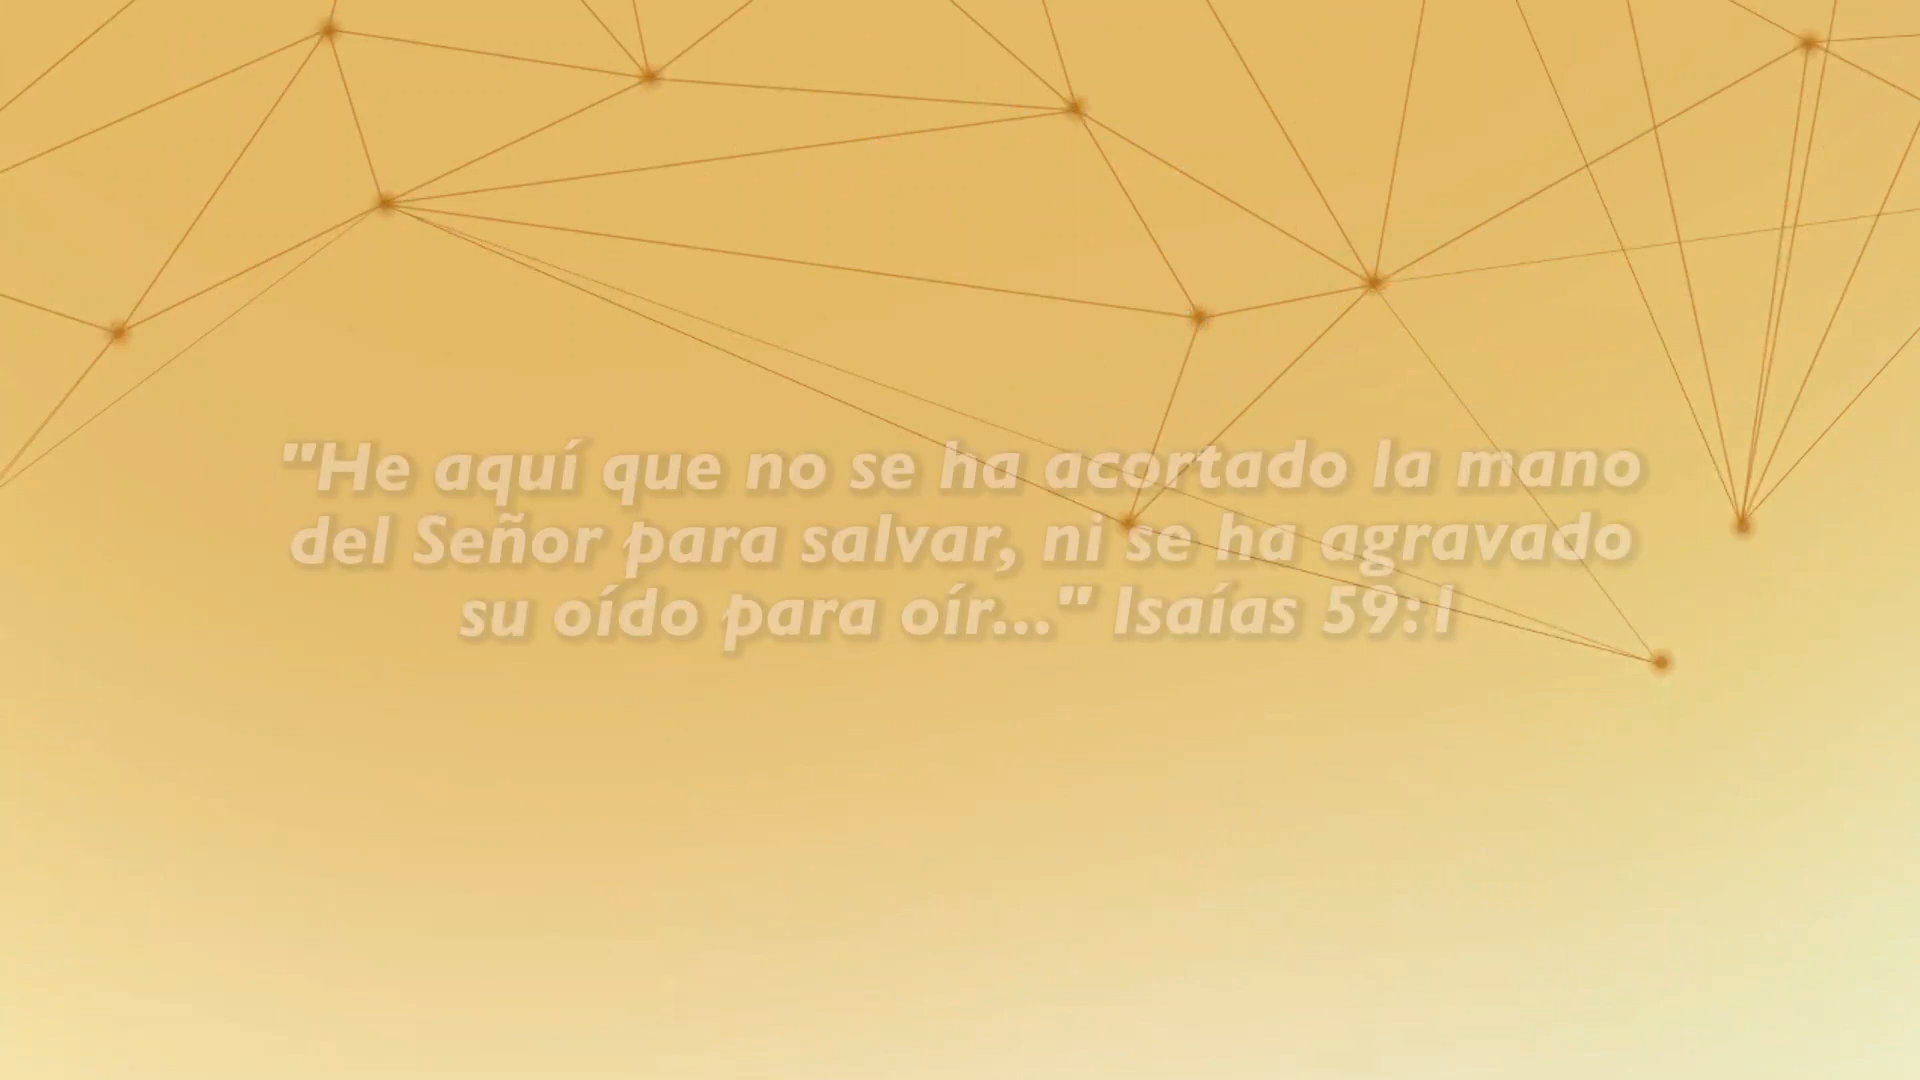 "He aquí que no se ha acortado la mano
del Señor para salvar, ni se ha agravado
su oído para oír..." Isaías 59:1